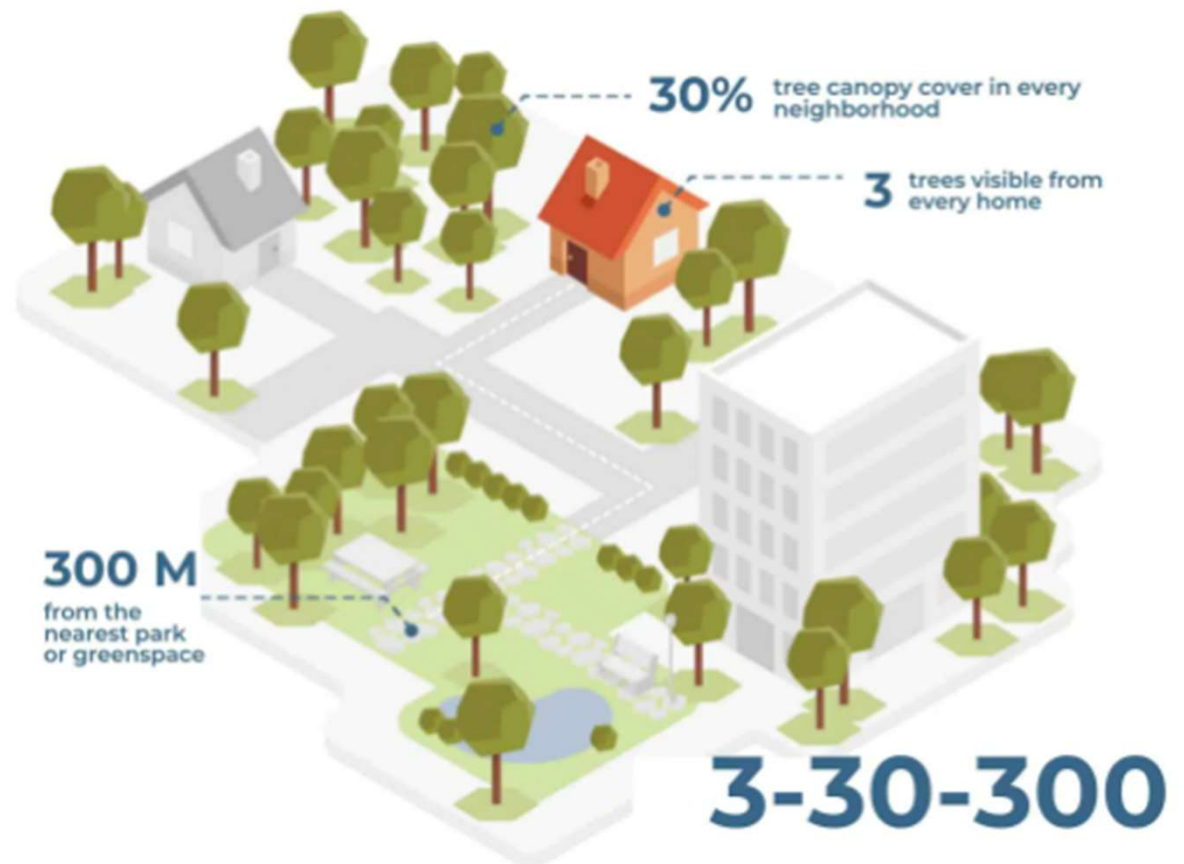 30% tree canopy cover in every
neighborhood
3 trees visible from
every home
300 M
from the
nearest park
or greenspace
3-30-300